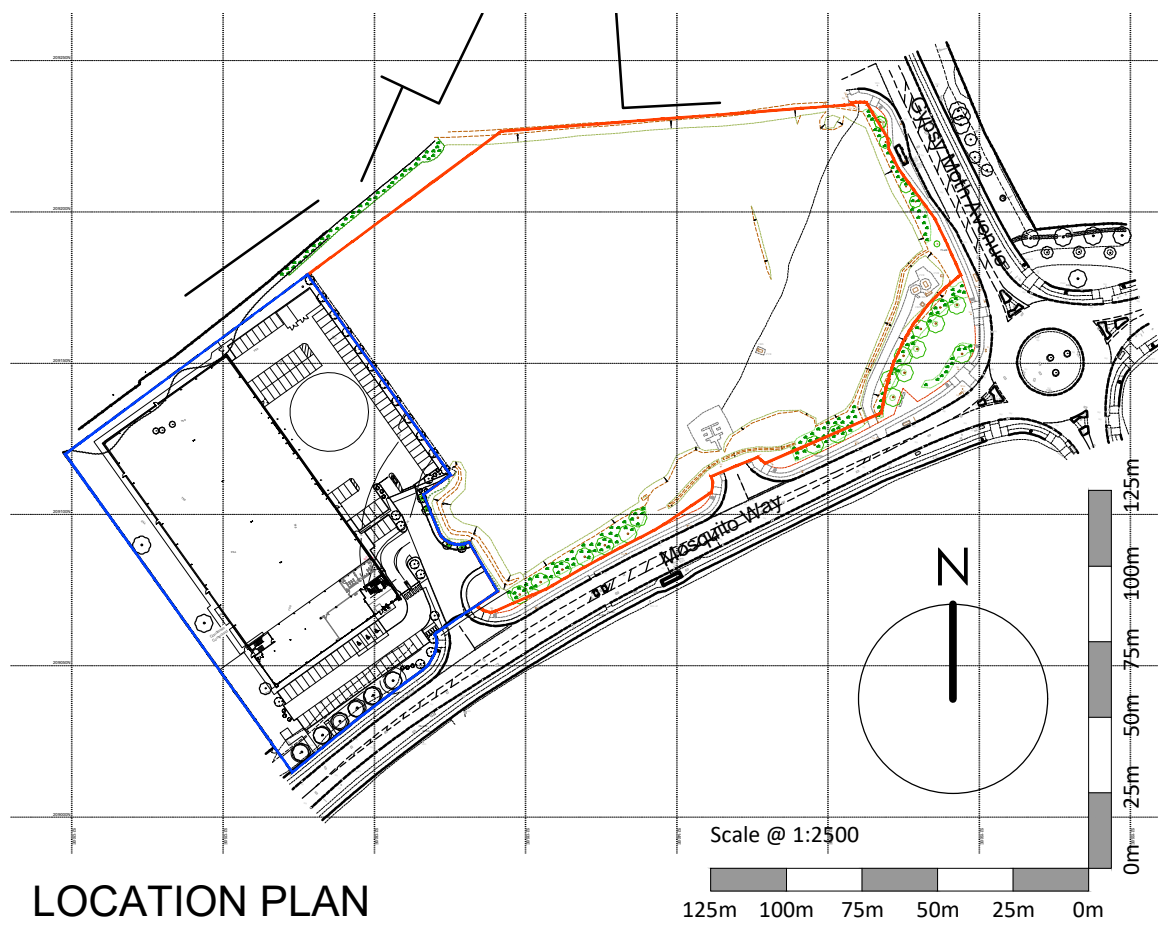 Gypsy Moth Avenue
Mosquito Way
N
125m
100m
75m
50m
25m
0m
Scale @ 1:2500
125m 100m 75m 50m 25m 0m
LOCATION PLAN